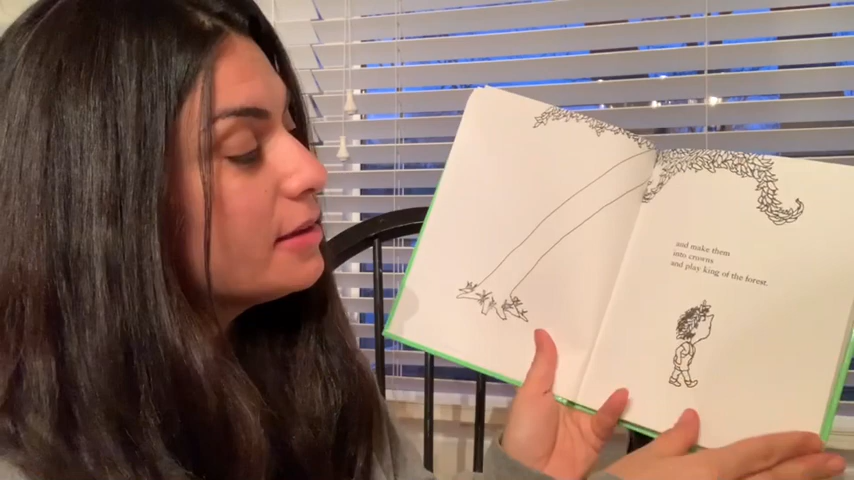 and make them
into crowns
and play king of the forest.